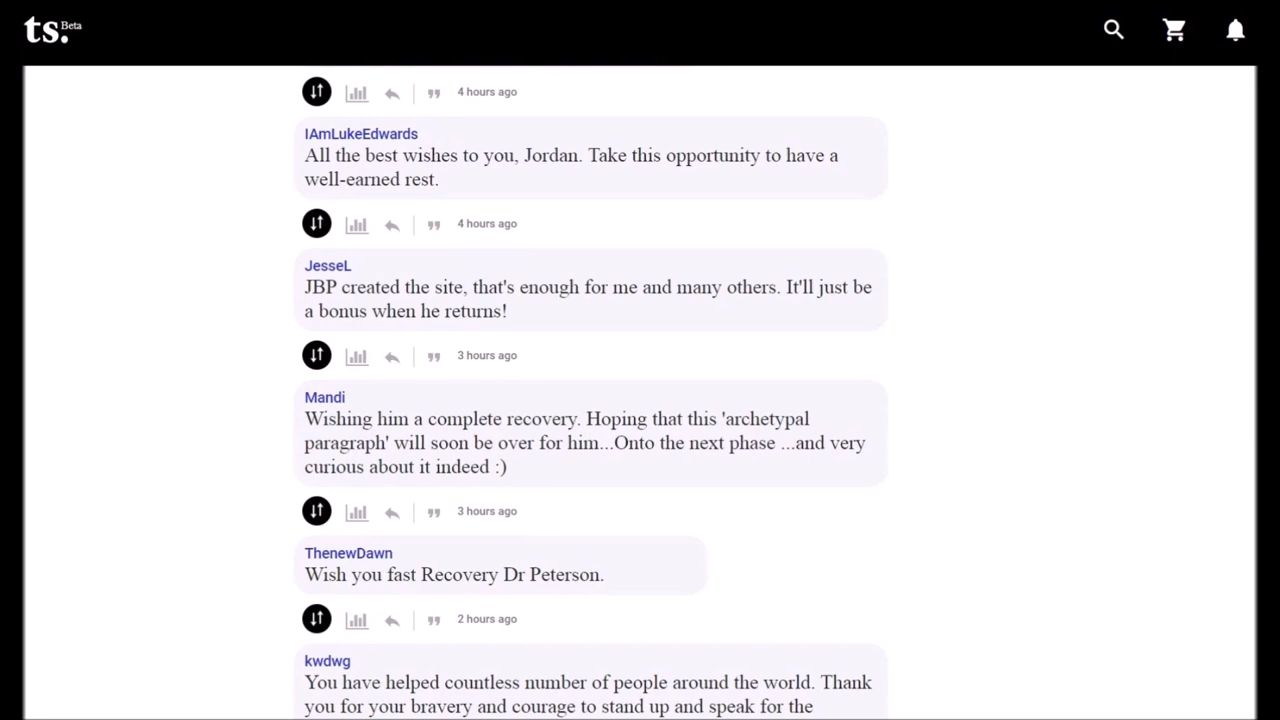 ts. Beta
4 hours ago
IAmLukeEdwards
All the best wishes to you, Jordan. Take this opportunity to have a
well-earned rest.
4 hours ago
JesseL
JBP created the site, that's enough for me and many others. It'll just be
a bonus when he returns!
3 hours ago
Mandi
Wishing him a complete recovery. Hoping that this 'archetypal
paragraph' will soon be over for him...Onto the next phase ...and very
curious about it indeed :)
3 hours ago
ThenewDawn
Wish you fast Recovery Dr Peterson.
2 hours ago
kwdwg
You have helped countless number of people around the world. Thank
you for your bravery and courage to stand up and speak for the